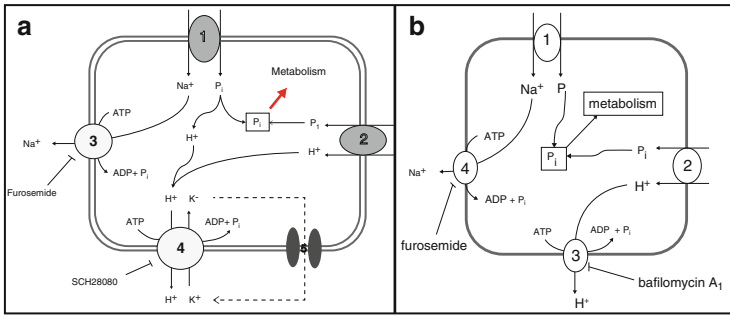 a
1
Na⁺
Pᵢ
Metabolism
ATP
3
Na⁺
Pᵢ
P₁
2
H⁺
H⁺
Furosemide
ADP+ Pᵢ
H⁺
K⁻
ATP
ADP+ Pᵢ
4
SCH28080
H⁺
K⁺
b
1
Na⁺
P
metabolism
ATP
4
Na⁺
Pᵢ
Pᵢ
2
H⁺
ADP + Pᵢ
furosemide
ATP
ADP + Pᵢ
3
bafilomycin A₁
H⁺